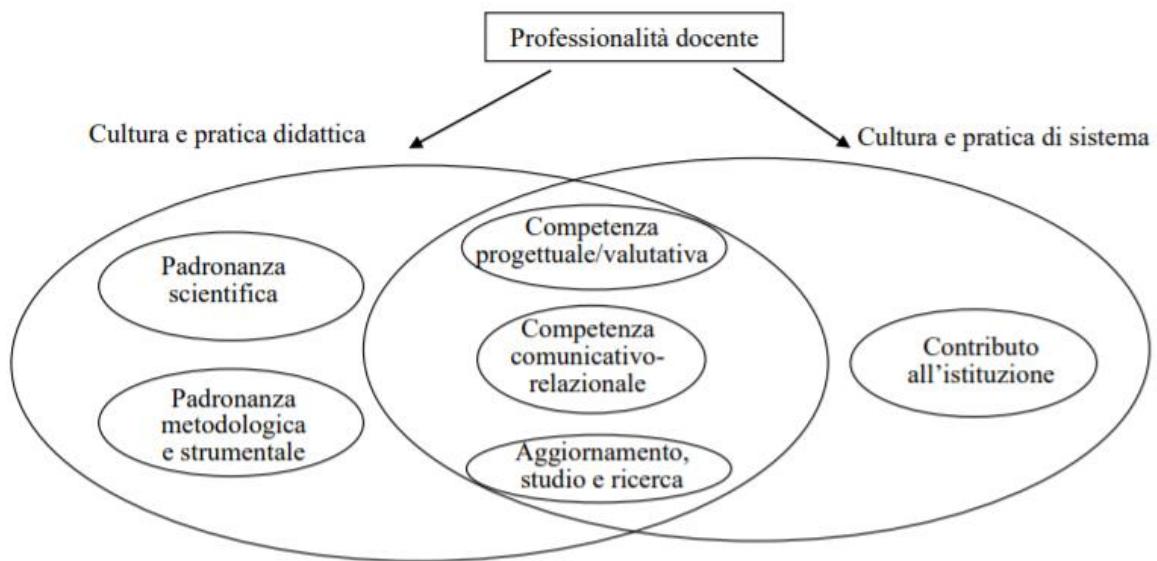 Professionalità docente
Cultura e pratica didattica
Cultura e pratica di sistema
Padronanza
scientifica
Padronanza
metodologica
e strumentale
Competenza
progettuale/valutativa
Competenza
comunicativo-
relazionale
Aggiornamento,
studio e ricerca
Contributo
all'istituzione